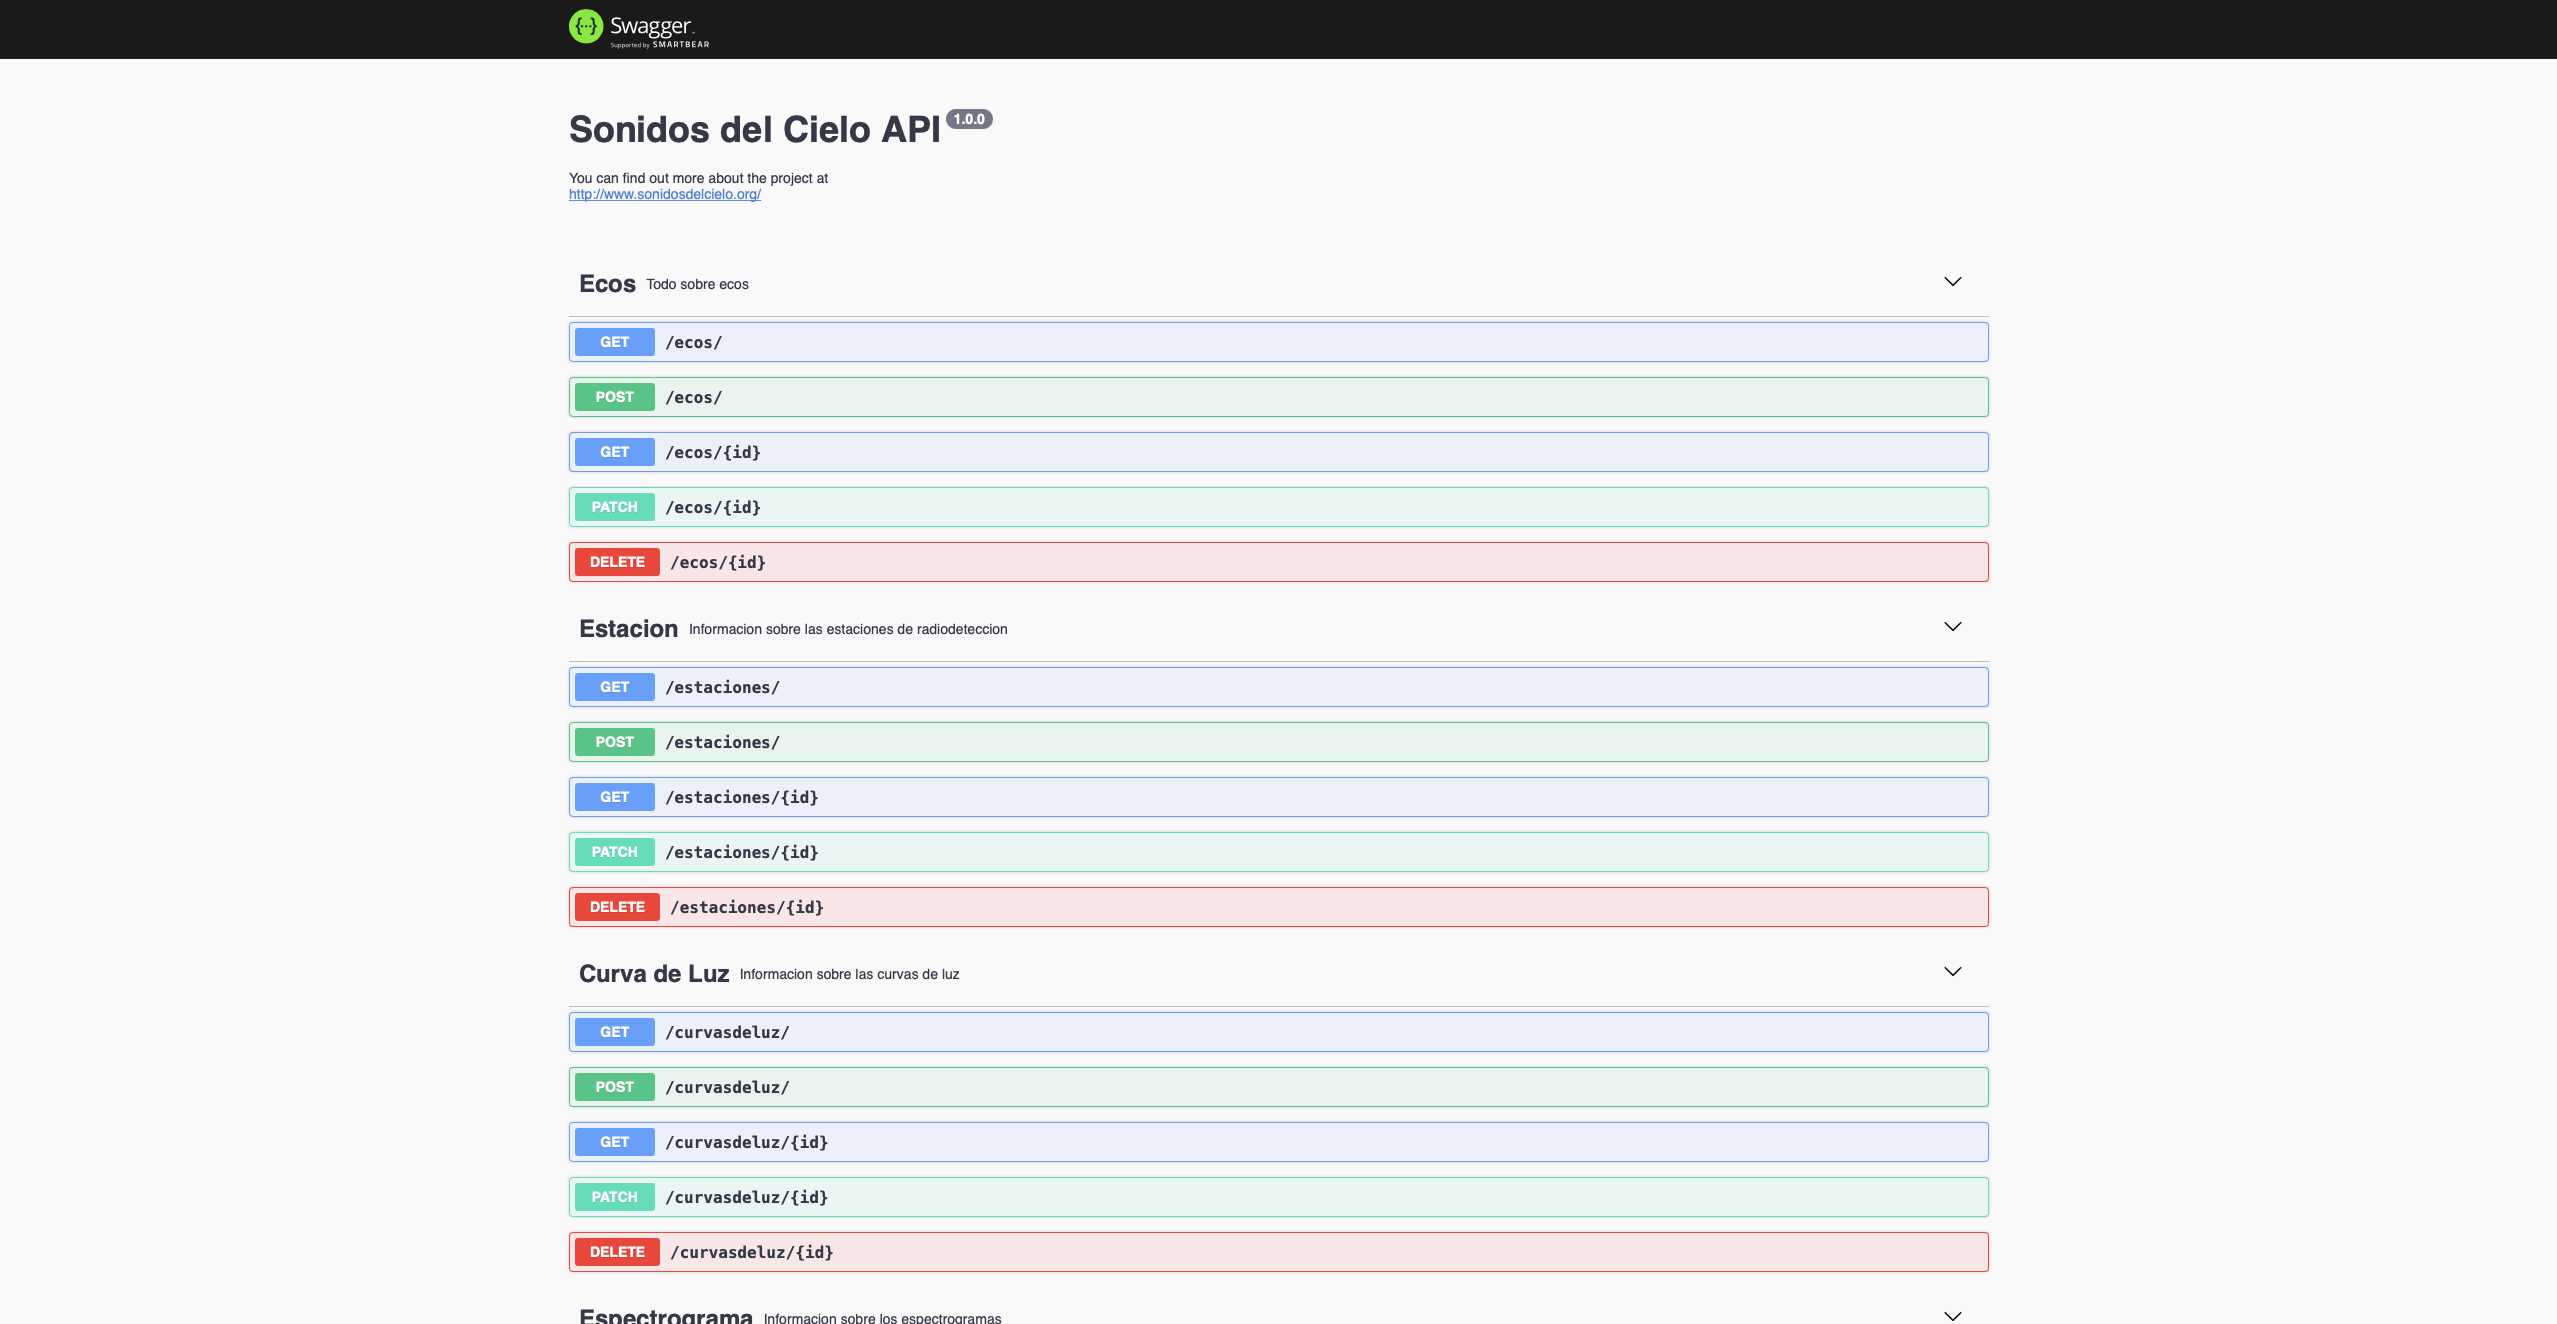 Swagger
Supported by SMARTBEAR
Sonidos del Cielo API 1.0.0
You can find out more about the project at
http://www.sonidosdelcielo.org/
Ecos Todo sobre ecos
GET /ecos/
POST /ecos/
GET /ecos/{id}
PATCH /ecos/{id}
DELETE /ecos/{id}
Estacion Informacion sobre las estaciones de radiodeteccion
GET /estaciones/
POST /estaciones/
GET /estaciones/{id}
PATCH /estaciones/{id}
DELETE /estaciones/{id}
Curva de Luz Informacion sobre las curvas de luz
GET /curvasdeluz/
POST /curvasdeluz/
GET /curvasdeluz/{id}
PATCH /curvasdeluz/{id}
DELETE /curvasdeluz/{id}
Espectrograma Informacion sobre los espectrogramas